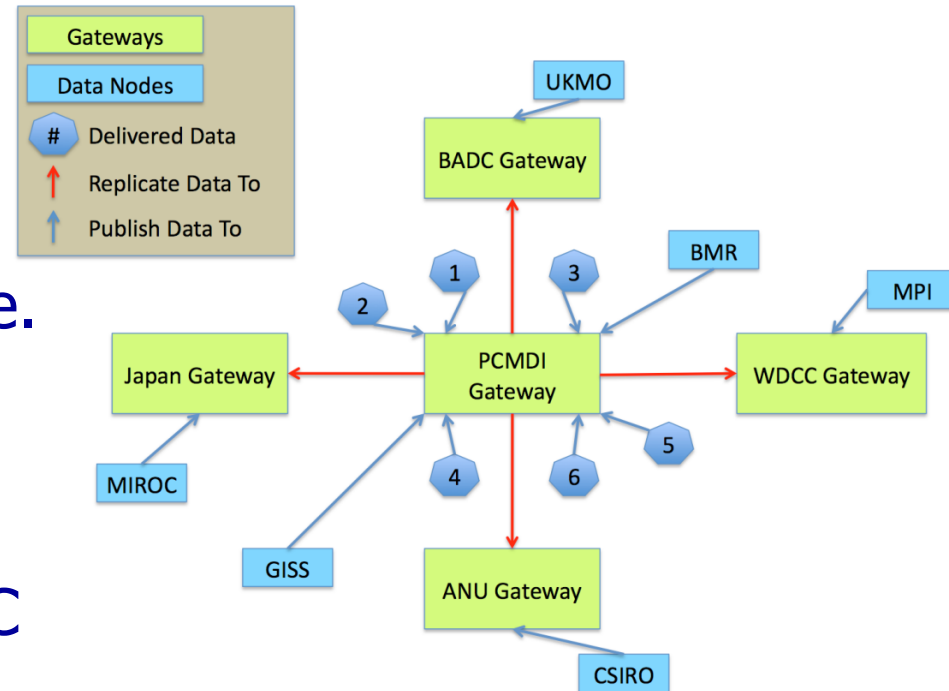 Gateways
Data Nodes
# Delivered Data
Replicate Data To
Publish Data To
UKMO
BADC Gateway
BMR
MPI
1
3
2
e.
Japan Gateway
PCMDI
Gateway
WDCC Gateway
5
4
6
MIROC
GISS
ANU Gateway
C
CSIRO